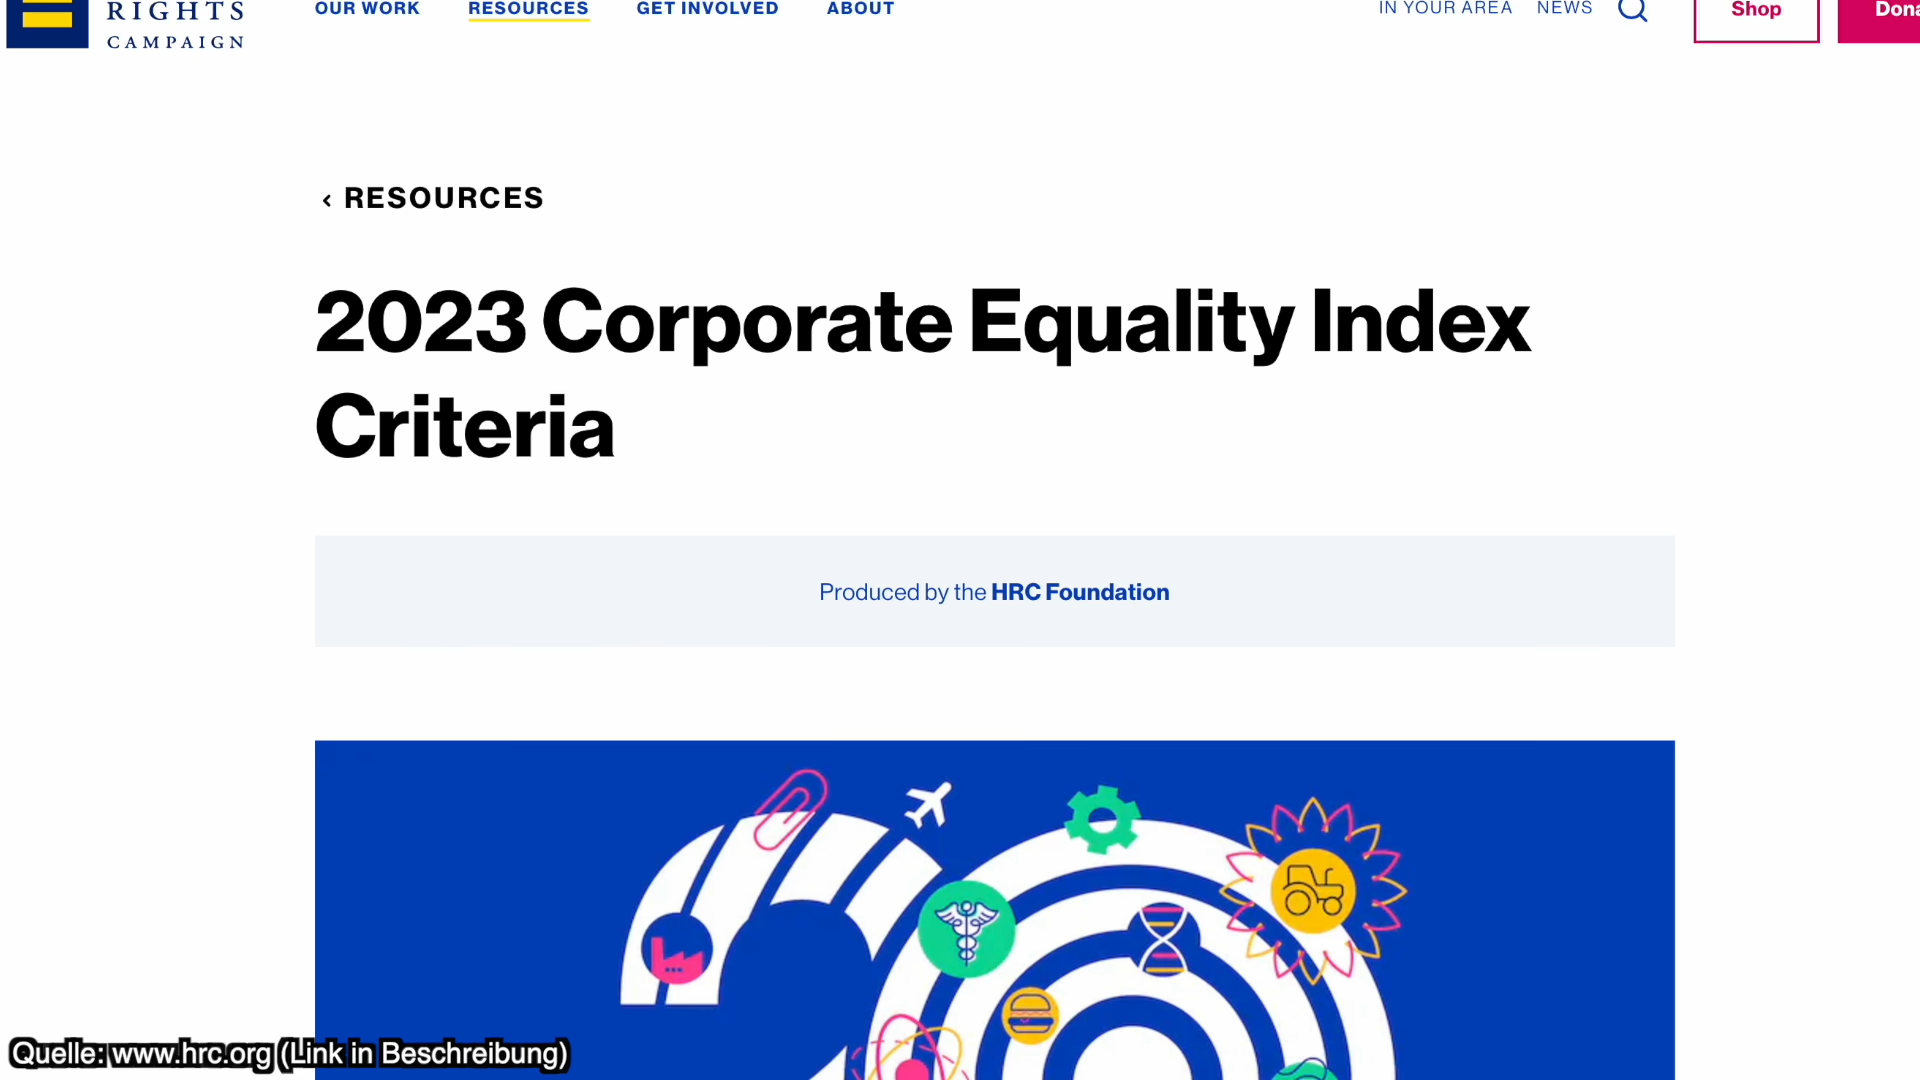 RIGHTS
CAMPAIGN
OUR WORK RESOURCES GET INVOLVED ABOUT
IN YOUR AREA NEWS
Shop
‹ RESOURCES
2023 Corporate Equality Index
Criteria
Produced by the HRC Foundation
Quelle: www.hrc.org (Link in Beschreibung)